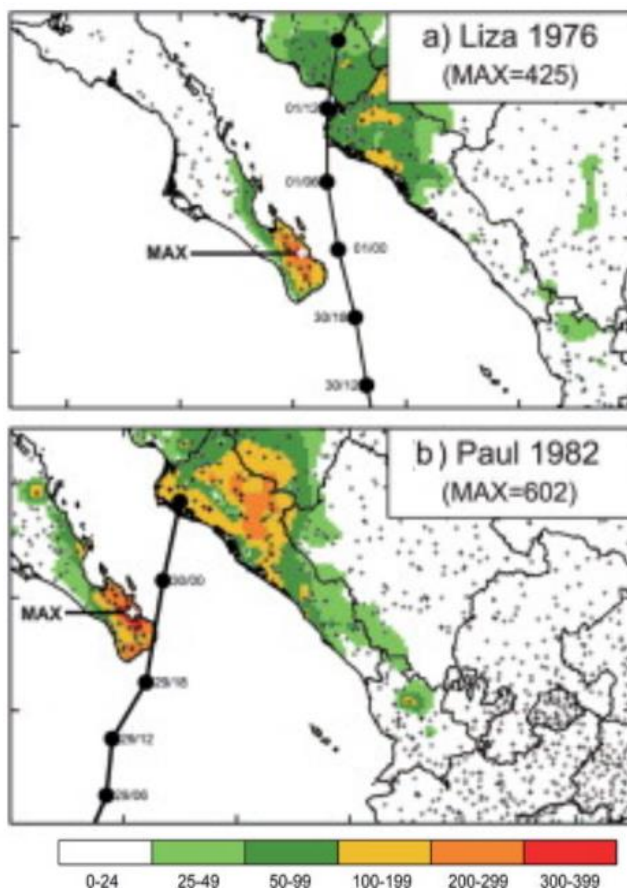 a) Liza 1976
(MAX=425)
01/12
01/06
MAX
01/00
30/18
30/12
b) Paul 1982
(MAX=602)
30/00
MAX
29/18
29/12
29/06
0-24 25-49 50-99 100-199 200-299 300-399